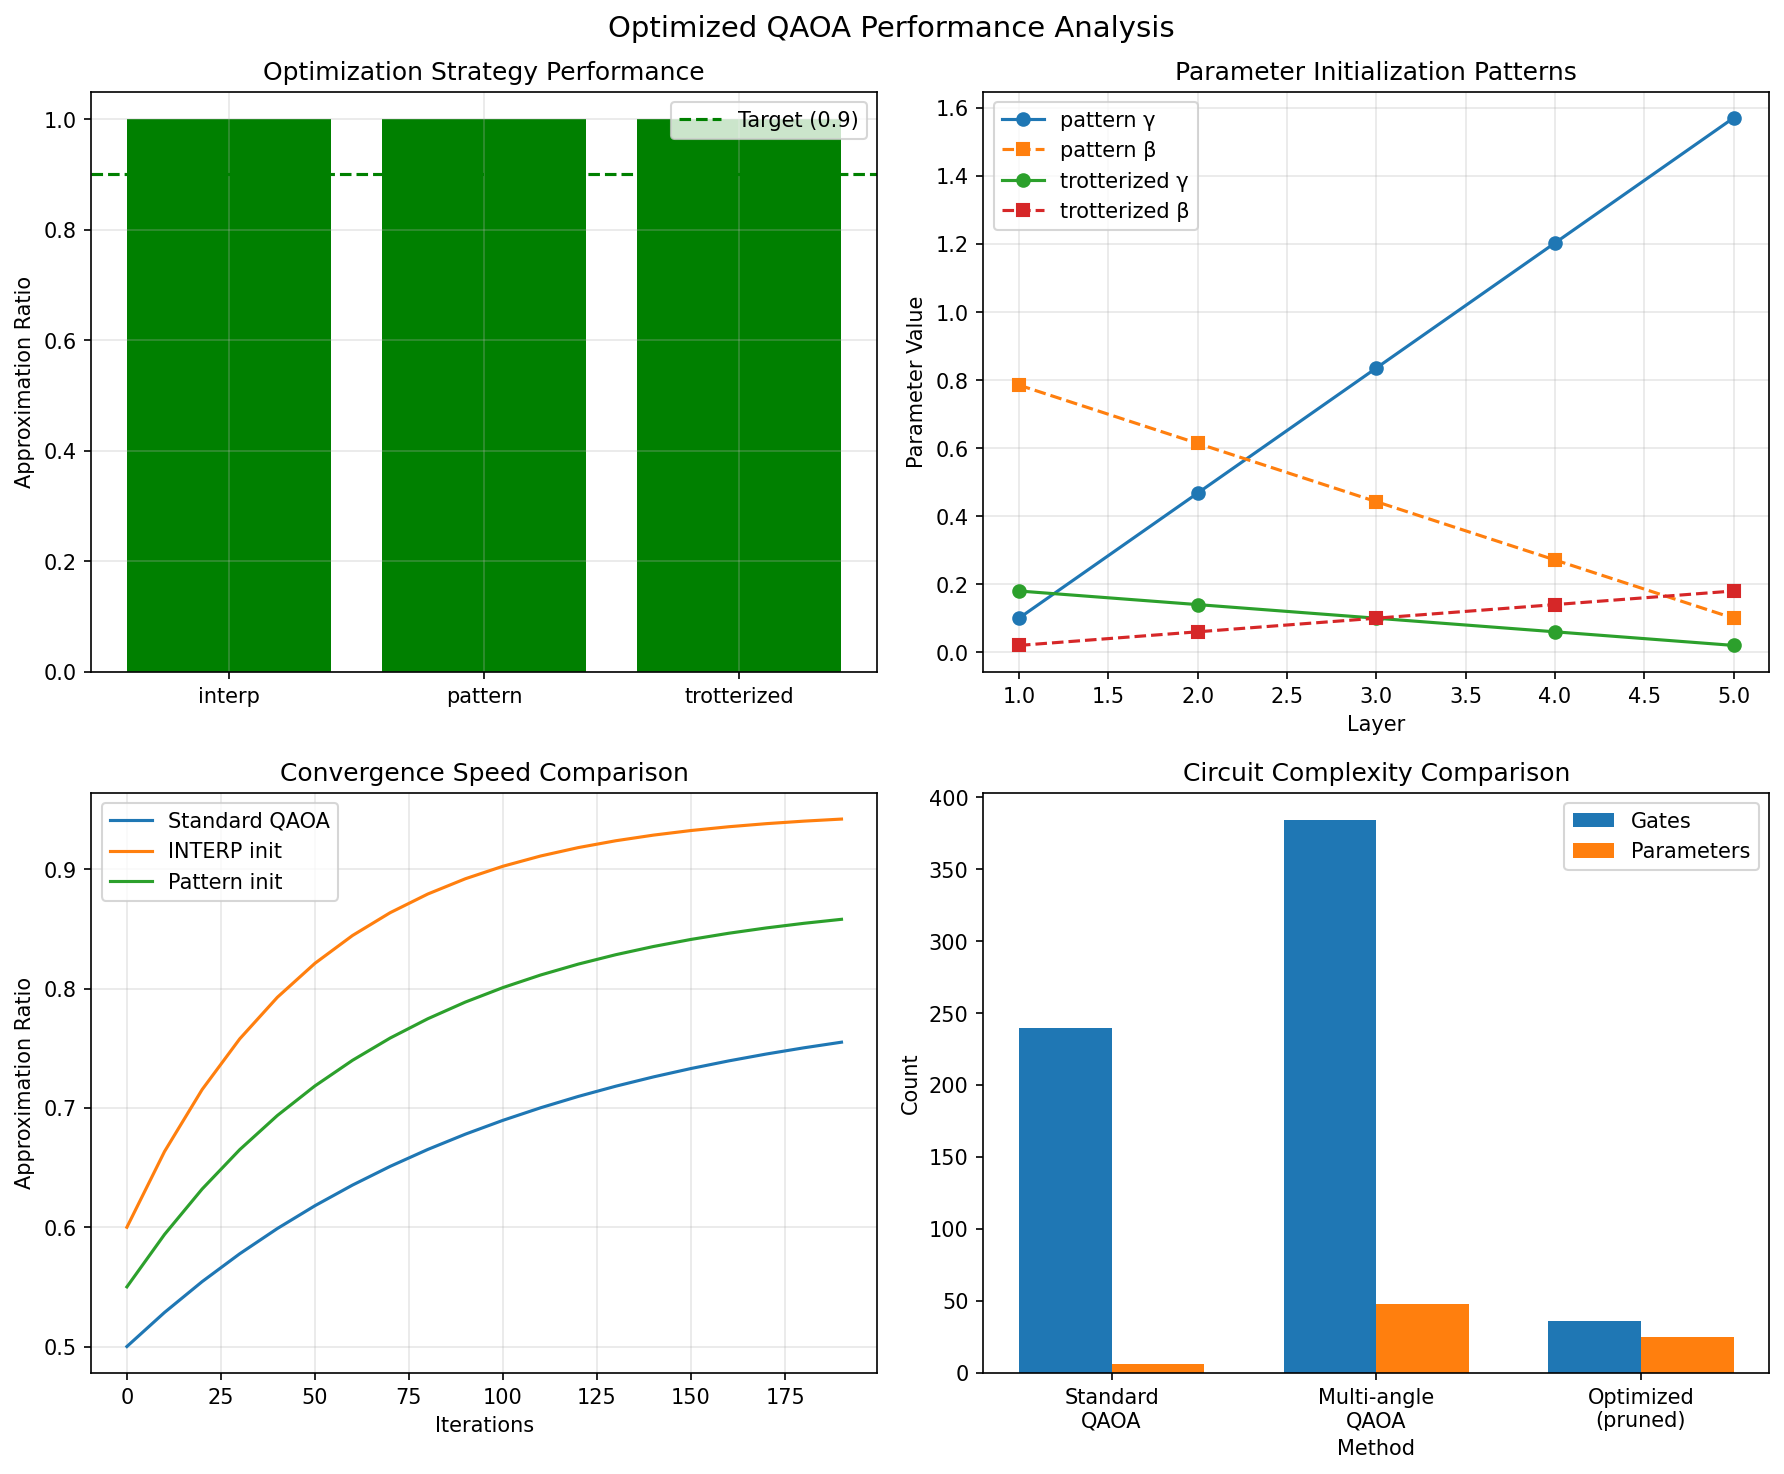 Optimized QAOA Performance Analysis
Optimization Strategy Performance
Approximation Ratio
1.0
0.8
0.6
0.4
0.2
0.0
Target (0.9)
interp
pattern
trotterized
Parameter Initialization Patterns
Parameter Value
1.6
1.4
1.2
1.0
0.8
0.6
0.4
0.2
0.0
pattern γ
pattern β
trotterized γ
trotterized β
1.0
1.5
2.0
2.5
3.0
3.5
4.0
4.5
5.0
Layer
Convergence Speed Comparison
Approximation Ratio
0.9
0.8
0.7
0.6
0.5
Standard QAOA
INTERP init
Pattern init
0
25
50
75
100
125
150
175
Iterations
Circuit Complexity Comparison
Count
400
350
300
250
200
150
100
50
0
Gates
Parameters
Standard
QAOA
Multi-angle
QAOA
Optimized
(pruned)
Method